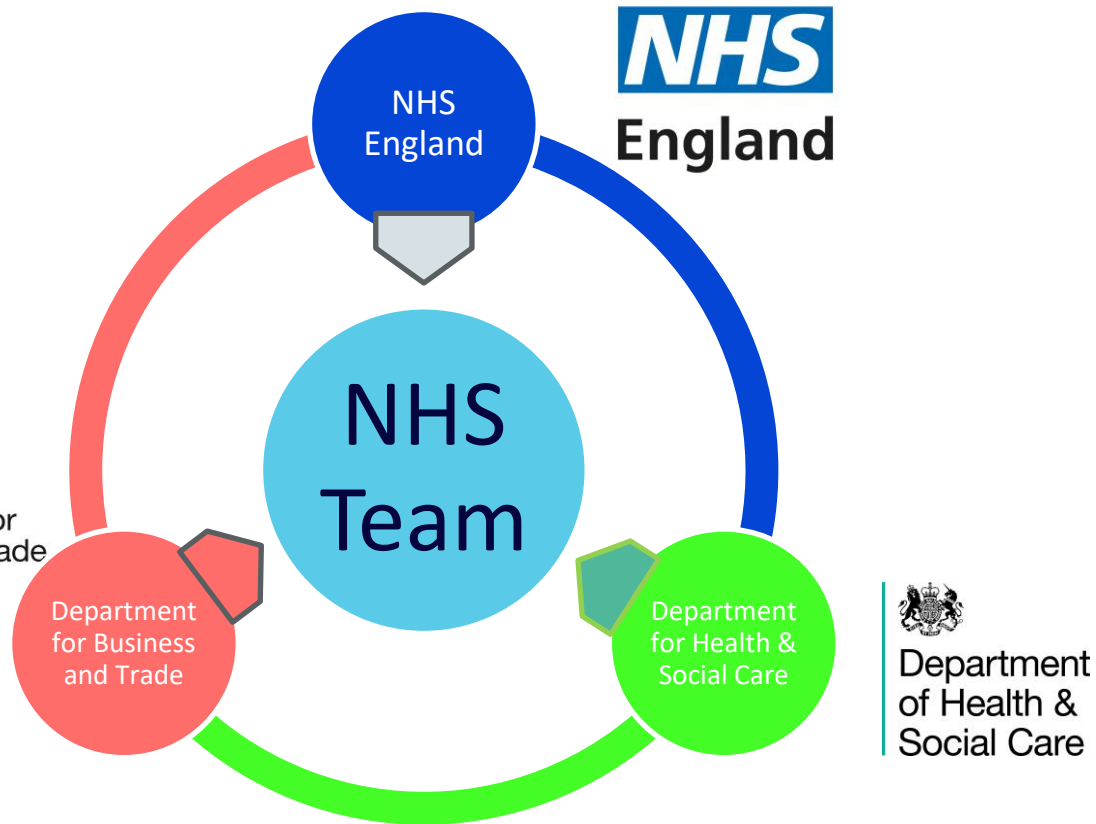 NHS
England
NHS
England
NHS
Team
ade
Department
for Business
and Trade
Department
for Health &
Social Care
Department
of Health &
Social Care